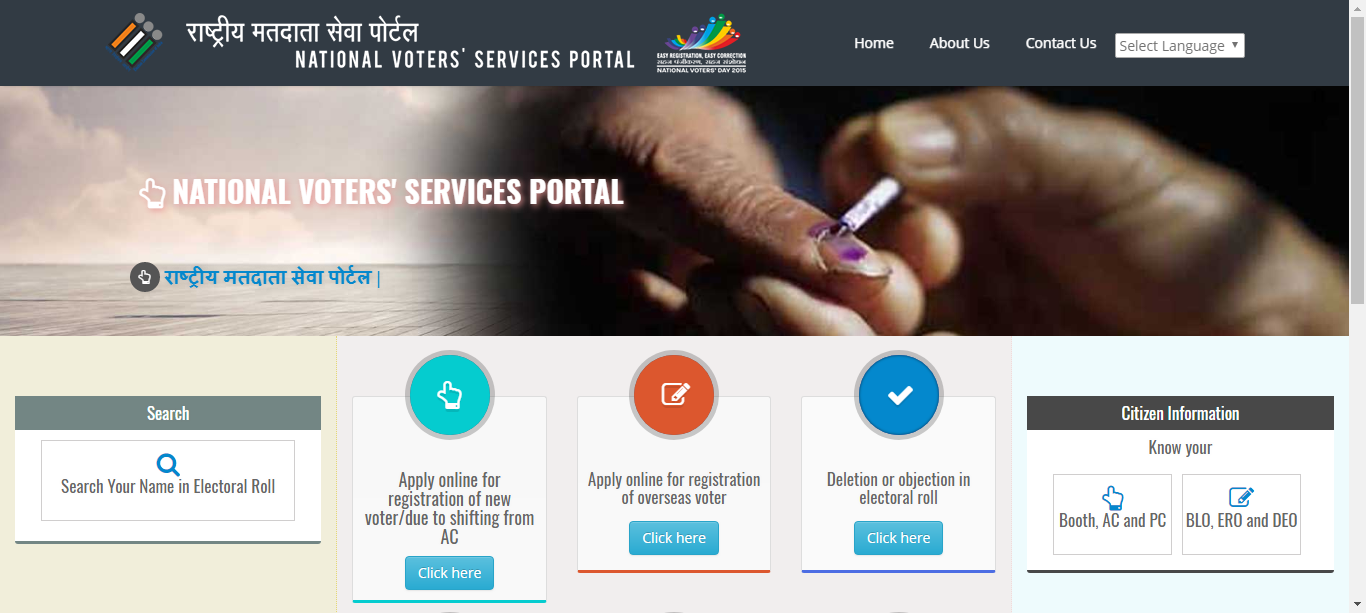 राष्ट्रीय मतदाता सेवा पोर्टल
NATIONAL VOTERS' SERVICES PORTAL
EASY REGISTRATION, EASY CORRECTION
सहज पंजीकरण, सहज संशोधन
NATIONAL VOTERS' DAY 2015
Home
About Us
Contact Us
Select Language
NATIONAL VOTERS' SERVICES PORTAL
राष्ट्रीय मतदाता सेवा पोर्टल |
Search
Search Your Name in Electoral Roll
Apply online for
registration of new
voter/due to shifting from
AC
Click here
Apply online for registration
of overseas voter
Click here
Deletion or objection in
electoral roll
Click here
Citizen Information
Know your
Booth, AC and PC
BLO, ERO and DEO